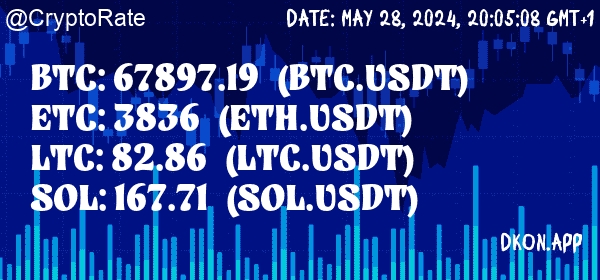 @CryptoRate
DATE: MAY 28, 2024, 20:05:08 GMT+1
BTC: 67897.19 (BTC.USDT)
ETC: 3836 (ETH.USDT)
LTC: 82.86 (LTC.USDT)
SOL: 167.71 (SOL.USDT)
DKON.APP